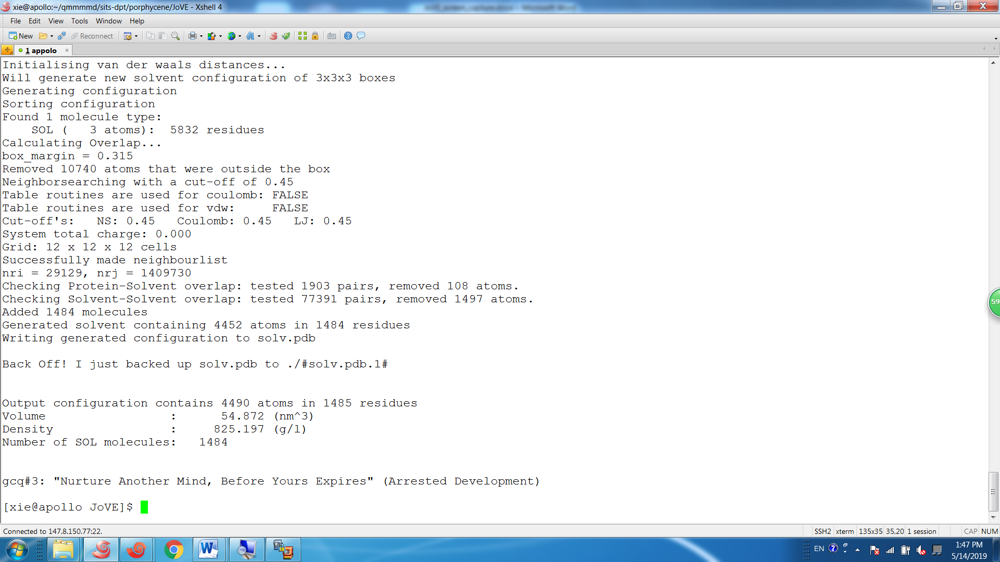 xie@apollo:~/qmmmmd/sits-dpt/porphycene/JoVE - Xshell 4
File Edit View Tools Window Help
New Reconnect
1 appolo
Initialising van der waals distances...
Will generate new solvent configuration of 3x3x3 boxes
Generating configuration
Sorting configuration
Found 1 molecule type:
    SOL (   3 atoms):  5832 residues
Calculating Overlap...
box_margin = 0.315
Removed 10740 atoms that were outside the box
Neighborsearching with a cut-off of 0.45
Table routines are used for coulomb: FALSE
Table routines are used for vdw:     FALSE
Cut-off's:   NS: 0.45   Coulomb: 0.45   LJ: 0.45
System total charge: 0.000
Grid: 12 x 12 x 12 cells
Successfully made neighbourlist
nri = 29129, nrj = 1409730
Checking Protein-Solvent overlap: tested 1903 pairs, removed 108 atoms.
Checking Solvent-Solvent overlap: tested 77391 pairs, removed 1497 atoms.
Added 1484 molecules
Generated solvent containing 4452 atoms in 1484 residues
Writing generated configuration to solv.pdb
Back Off! I just backed up solv.pdb to ./#solv.pdb.1#
Output configuration contains 4490 atoms in 1485 residues
Volume                 :      54.872 (nm^3)
Density                :     825.197 (g/l)
Number of SOL molecules:   1484
gcq#3: "Nurture Another Mind, Before Yours Expires" (Arrested Development)
[xie@apollo JoVE]$
59
Connected to 147.8.150.77:22.
SSH2 xterm 135x35 35,20 1 session CAP NUM
EN
1:47 PM
5/14/2019